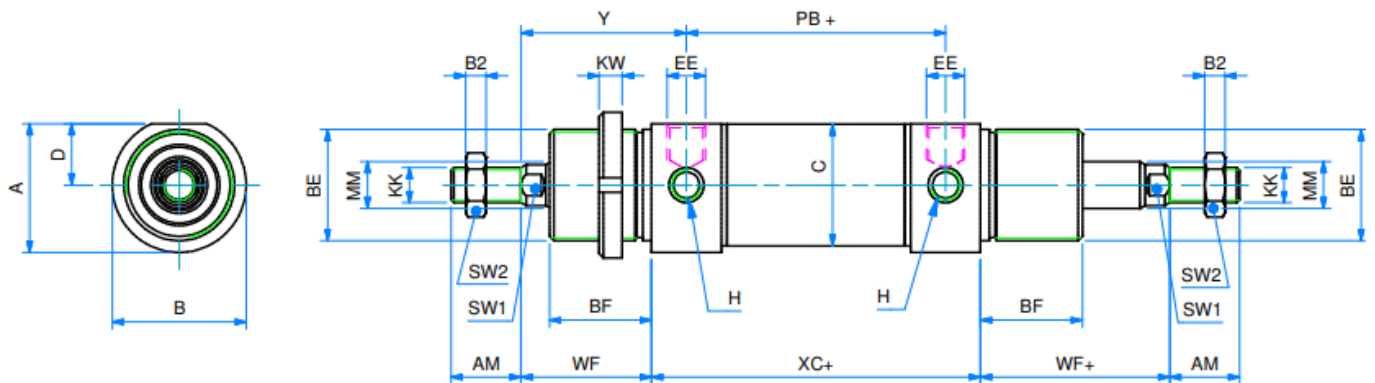 Y PB +
B2 KW EE EE B2
A D BE MM KK C KK MM BE
SW2 SW2
SW1 BF H H BF SW1
B
AM WF XC+ WF+ AM